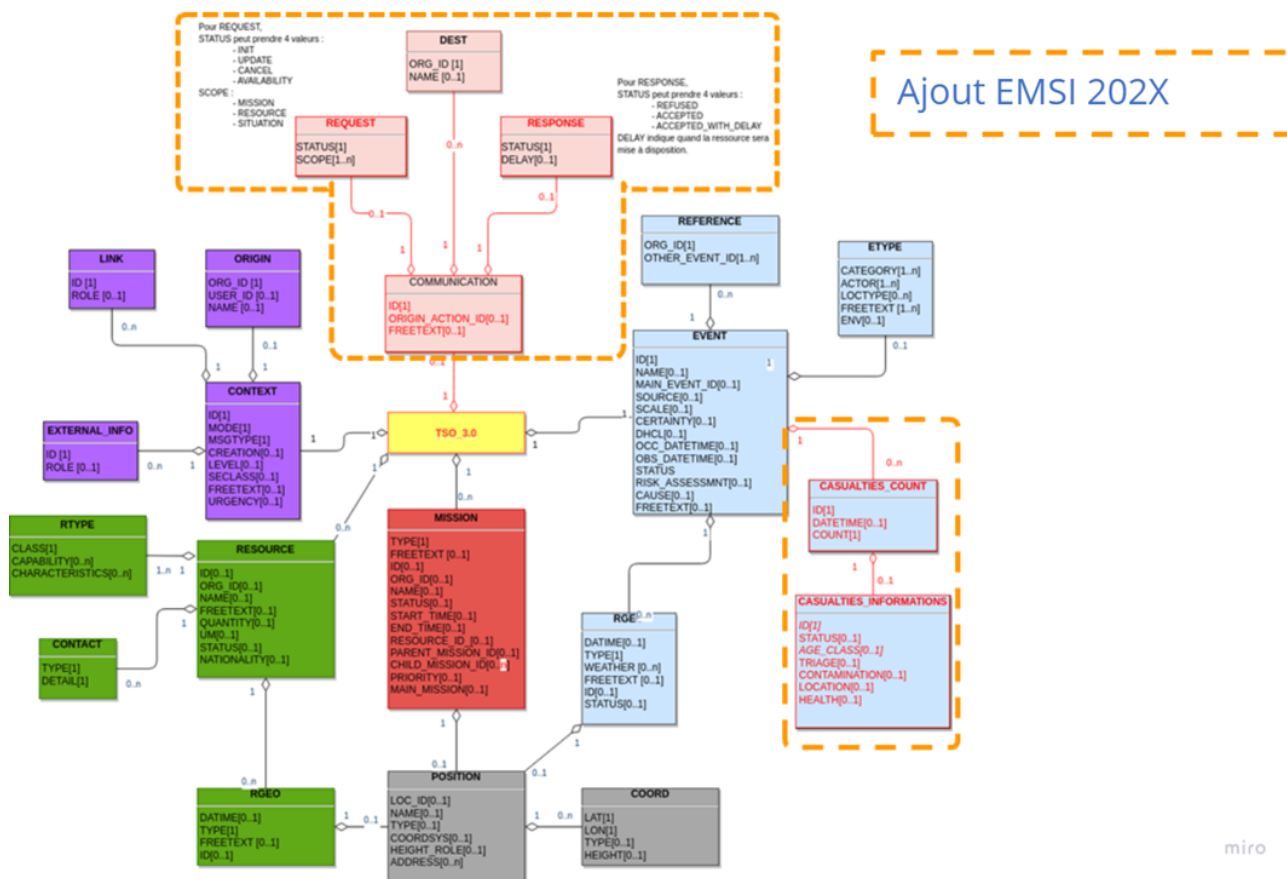 Pour REQUEST,
STATUS peut prendre 4 valeurs :
- INIT
- UPDATE
- CANCEL
- AVAILABILITY
SCOPE :
- MISSION
- RESOURCE
- SITUATION
DEST
ORG_ID [1]
NAME [0..1]
Pour RESPONSE,
STATUS peut prendre 4 valeurs :
- REFUSED
- ACCEPTED
- ACCEPTED_WITH_DELAY
DELAY indique quand la ressource sera
mise à disposition.
Ajout EMSI 202X
REQUEST
STATUS[1]
SCOPE[1..n]
RESPONSE
STATUS[1]
DELAY[0..1]
0..n
0..1
0..1
1
1
1
COMMUNICATION
ID[1]
ORIGIN_ACTION_ID[0..1]
FREETEXT[0..1]
0..1
1
REFERENCE
ORG_ID[1]
OTHER_EVENT_ID[1..n]
0..n
1
ETYPE
CATEGORY[1..n]
ACTOR[1..n]
LOCTYPE[0..n]
FREETEXT [1..n]
ENV[0..1]
0..1
LINK
ID [1]
ROLE [0..1]
0..n
1
ORIGIN
ORG_ID [1]
USER_ID [0..1]
NAME [0..1]
0..1
1
CONTEXT
ID[1]
MODE[1]
MSGTYPE[1]
CREATION[0..1]
LEVEL[0..1]
SECLASS[0..1]
FREETEXT[0..1]
URGENCY[0..1]
1
1
EXTERNAL_INFO
ID [1]
ROLE [0..1]
0..n
1
TSO_3.0
1
1
EVENT
1
ID[1]
NAME[0..1]
MAIN_EVENT_ID[0..1]
SOURCE[0..1]
SCALE[0..1]
CERTAINTY[0..1]
DHCL[0..1]
OCC_DATETIME[0..1]
OBS_DATETIME[0..1]
STATUS
RISK_ASSESSMNT[0..1]
CAUSE[0..1]
FREETEXT[0..1]
1
0..n
CASUALTIES_COUNT
ID[1]
DATETIME[0..1]
COUNT[1]
1
0..1
CASUALTIES_INFORMATIONS
ID[1]
STATUS[0..1]
AGE_CLASS[0..1]
TRIAGE[0..1]
CONTAMINATION[0..1]
LOCATION[0..1]
HEALTH[0..1]
RTYPE
CLASS[1]
CAPABILITY[0..n]
CHARACTERISTICS[0..n]
1..n
1
RESOURCE
ID[0..1]
ORG_ID[0..1]
NAME[0..1]
FREETEXT[0..1]
QUANTITY[0..1]
UM[0..1]
STATUS[0..1]
NATIONALITY[0..1]
1
0..n
CONTACT
TYPE[1]
DETAIL[1]
0..n
1
1
0..n
1
0..n
MISSION
TYPE[1]
FREETEXT [0..1]
ID[0..1]
ORG_ID[0..1]
NAME[0..1]
STATUS[0..1]
START_TIME[0..1]
END_TIME[0..1]
RESOURCE_ID_[0..1]
PARENT_MISSION_ID[0..1]
CHILD_MISSION_ID[0..n]
PRIORITY[0..1]
MAIN_MISSION[0..1]
1
0..1
1
0..n
DATIME[0..1]
TYPE[1]
WEATHER [0..n]
FREETEXT [0..1]
ID[0..1]
STATUS[0..1]
1
0..1
RGEO
DATIME[0..1]
TYPE[1]
FREETEXT [0..1]
ID[0..1]
1
0..1
POSITION
LOC_ID[0..1]
NAME[0..1]
TYPE[0..1]
COORDSYS[0..1]
HEIGHT_ROLE[0..1]
ADDRESS[0..n]
1
0..n
COORD
LAT[1]
LON[1]
TYPE[0..1]
HEIGHT[0..1]
miro